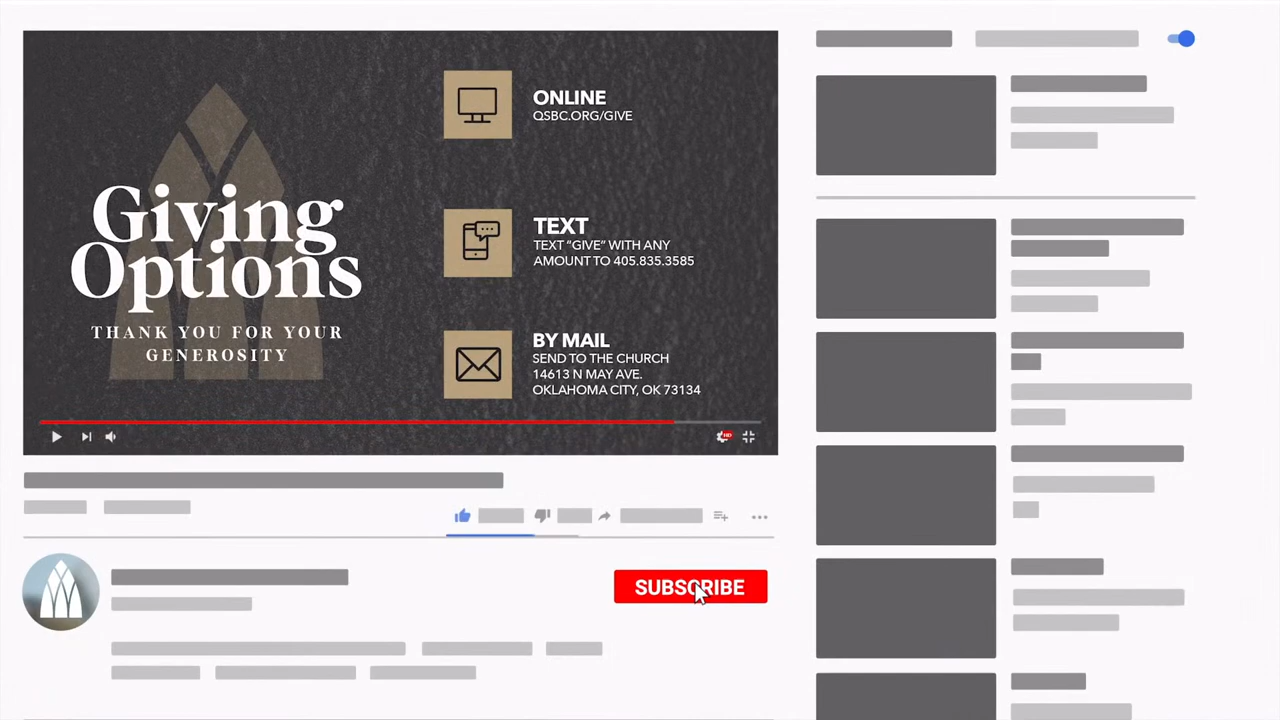 Giving
Options
THANK YOU FOR YOUR
GENEROSITY
ONLINE
QSBC.ORG/GIVE
TEXT
TEXT “GIVE” WITH ANY
AMOUNT TO 405.835.3585
BY MAIL
SEND TO THE CHURCH
14613 N MAY AVE.
OKLAHOMA CITY, OK 73134
HD
SUBSCRIBE